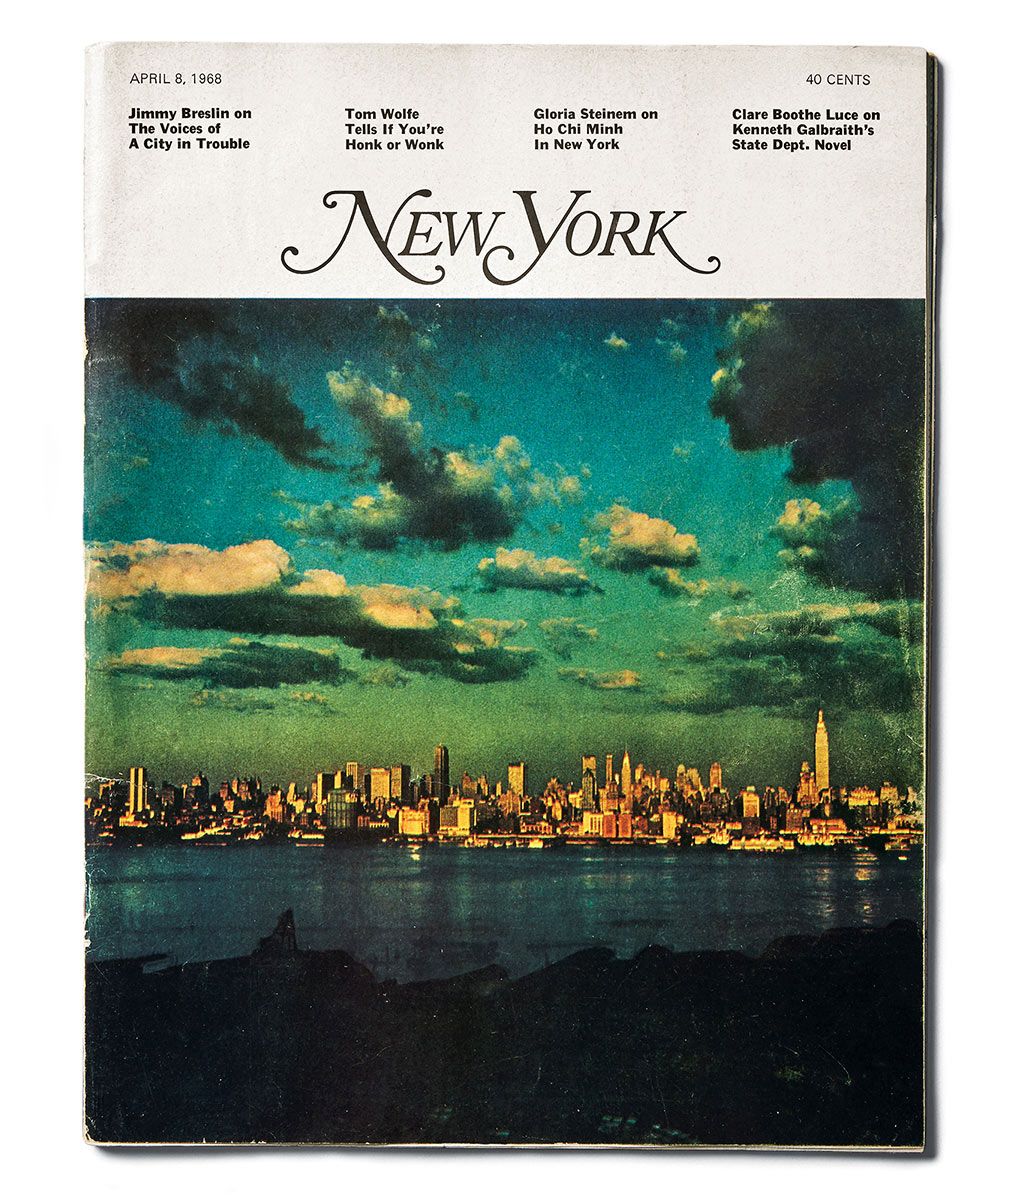 APRIL 8, 1968
40 CENTS
Jimmy Breslin on
The Voices of
A City in Trouble
Tom Wolfe
Tells If You're
Honk or Wonk
Gloria Steinem on
Ho Chi Minh
In New York
Clare Boothe Luce on
Kenneth Galbraith's
State Dept. Novel
NEW YORK